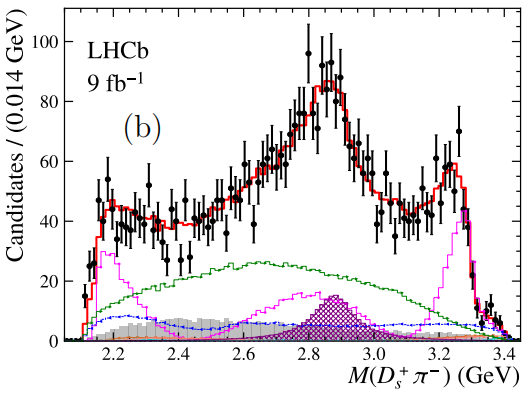 LHCb
9 fb⁻¹
(b)
Candidates / (0.014 GeV)
100
80
60
40
20
0
2.2 2.4 2.6 2.8 3.0 3.2 3.4
M(D_s^+ π^-) (GeV)